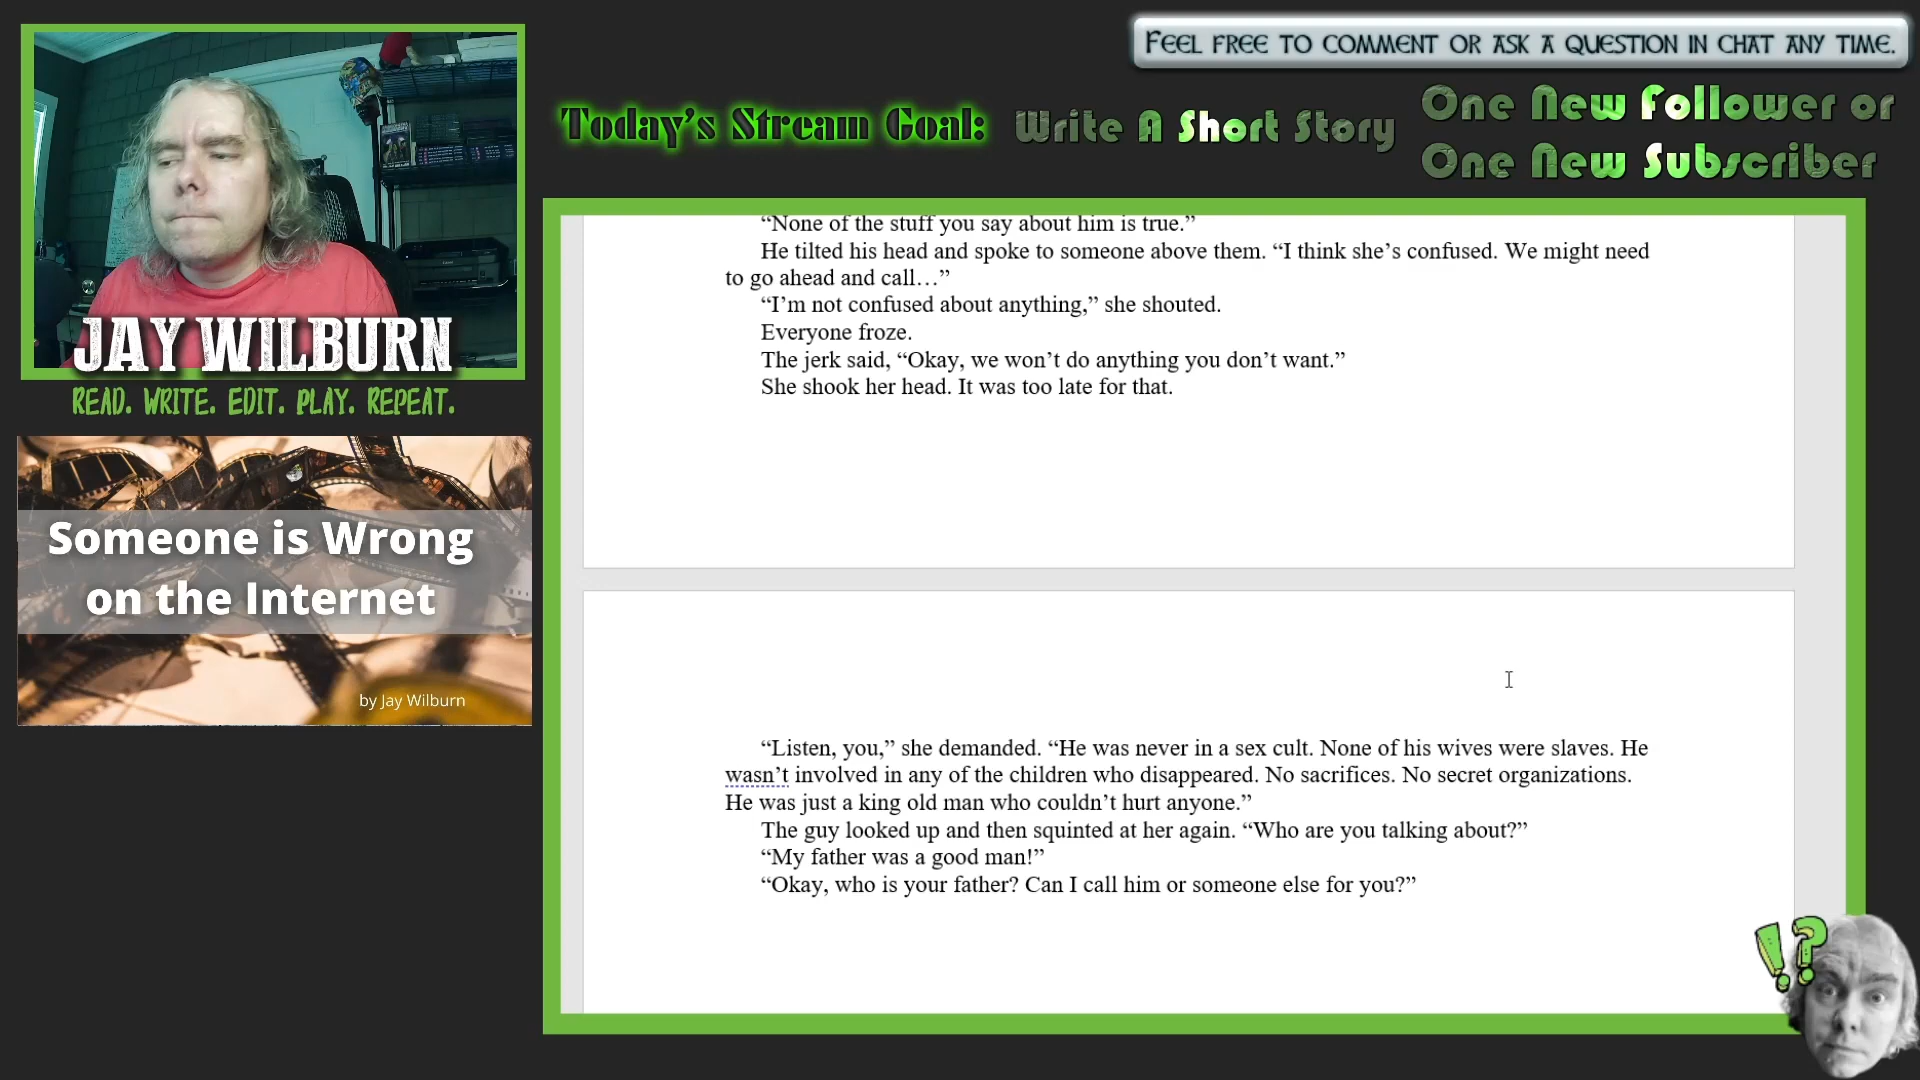 FEEL FREE TO COMMENT OR ASK A QUESTION IN CHAT ANY TIME.
Today's Stream Goal:
Write A Short Story
One New Follower or
One New Subscriber
JAY WILBURN
READ. WRITE. EDIT. PLAY. REPEAT.
Someone is Wrong
on the Internet
by Jay Wilburn
“None of the stuff you say about him is true.”
He tilted his head and spoke to someone above them. “I think she’s confused. We might need
to go ahead and call…”
“I’m not confused about anything,” she shouted.
Everyone froze.
The jerk said, “Okay, we won’t do anything you don’t want.”
She shook her head. It was too late for that.
“Listen, you,” she demanded. “He was never in a sex cult. None of his wives were slaves. He
wasn’t involved in any of the children who disappeared. No sacrifices. No secret organizations.
He was just a king old man who couldn’t hurt anyone.”
The guy looked up and then squinted at her again. “Who are you talking about?”
“My father was a good man!”
“Okay, who is your father? Can I call him or someone else for you?”
!?